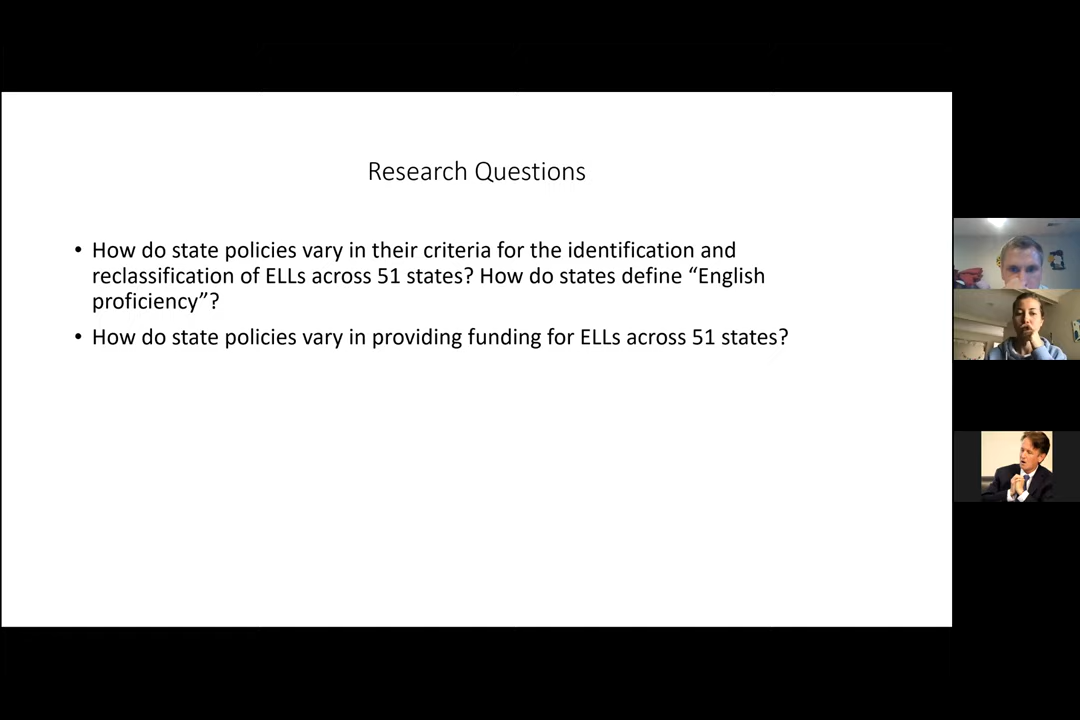 Research Questions
• How do state policies vary in their criteria for the identification and
reclassification of ELLs across 51 states? How do states define “English
proficiency”?
• How do state policies vary in providing funding for ELLs across 51 states?